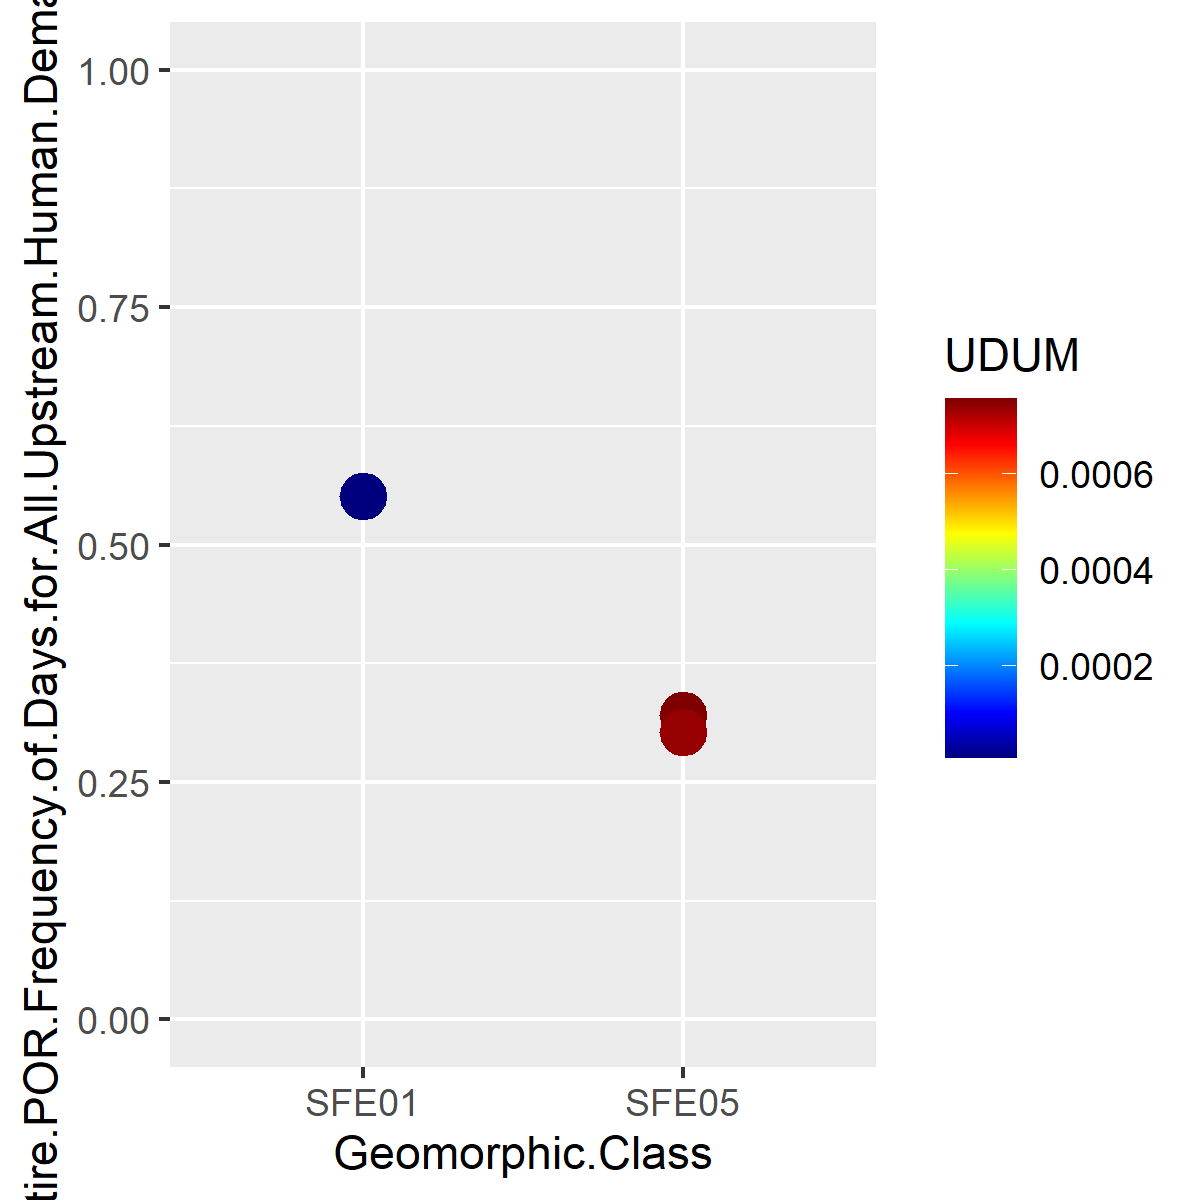 tire.POR.Frequency.of.Days.for.All.Upstream.Human.Dema
1.00
0.75
0.50
0.25
0.00
SFE01 SFE05
Geomorphic.Class
UDUM
0.0006
0.0004
0.0002